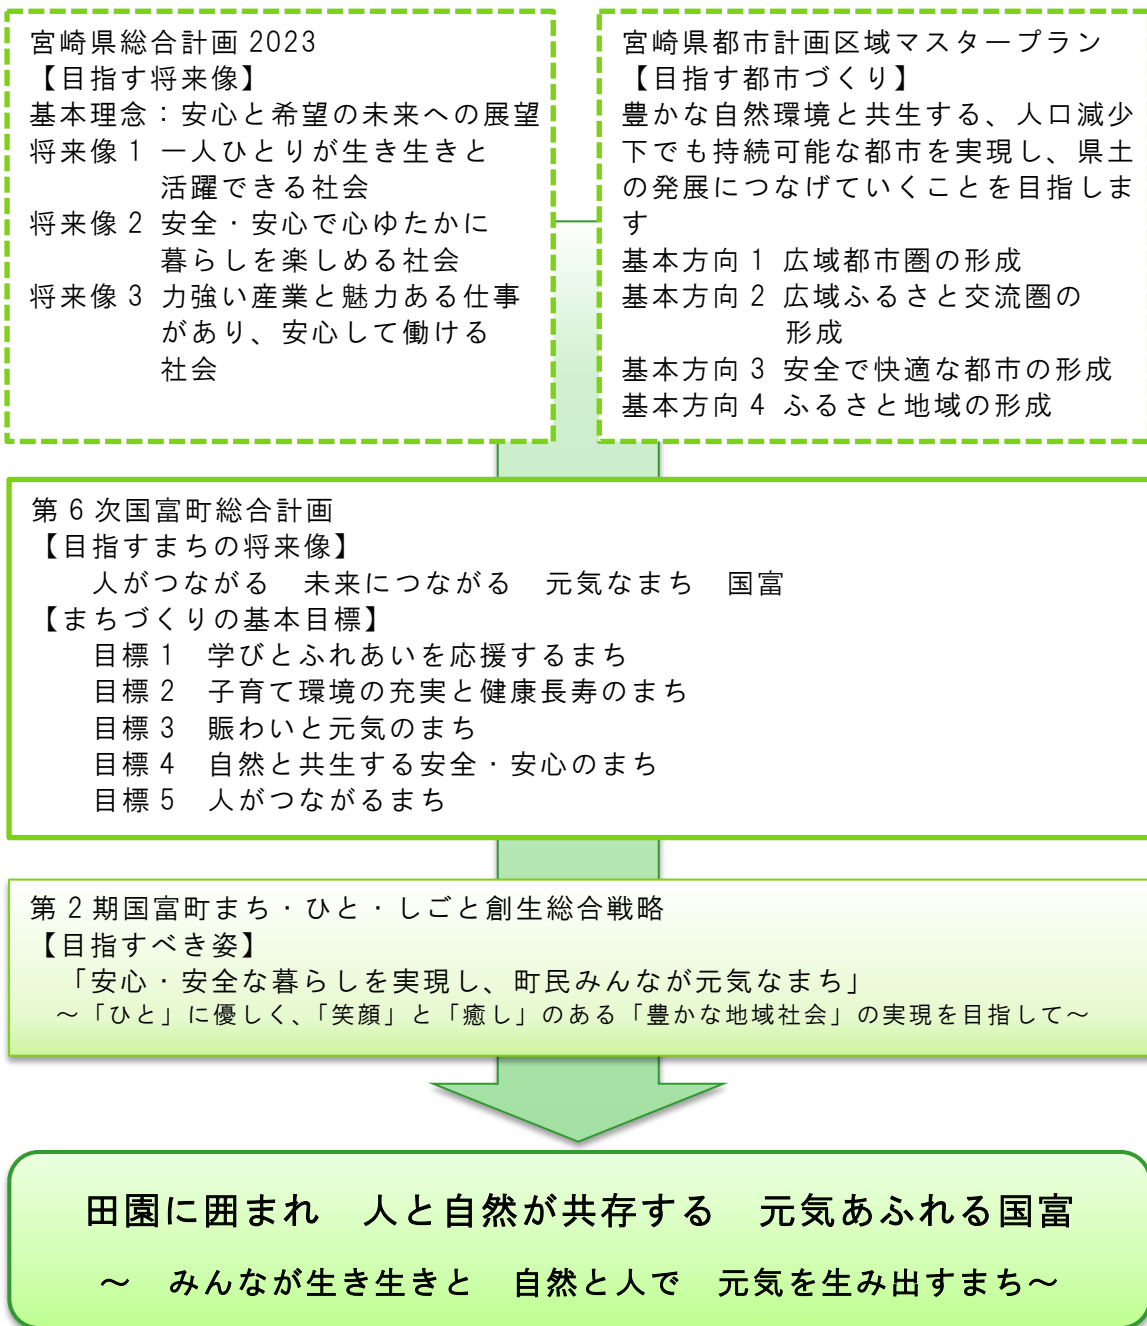 宮崎県総合計画 2023
【目指す将来像】
基本理念：安心と希望の未来への展望
将来像 1 一人ひとりが生き生きと
活躍できる社会
将来像 2 安全・安心で心ゆたかに
暮らしを楽しめる社会
将来像 3 力強い産業と魅力ある仕事
があり、安心して働ける
社会
宮崎県都市計画区域マスタープラン
【目指す都市づくり】
豊かな自然環境と共生する、人口減少
下でも持続可能な都市を実現し、県土
の発展につなげていくことを目指しま
す
基本方向 1 広域都市圏の形成
基本方向 2 広域ふるさと交流圏の
形成
基本方向 3 安全で快適な都市の形成
基本方向 4 ふるさと地域の形成
第 6 次国富町総合計画
【目指すまちの将来像】
人がつながる　未来につながる　元気なまち　国富
【まちづくりの基本目標】
目標 1　学びとふれあいを応援するまち
目標 2　子育て環境の充実と健康長寿のまち
目標 3　賑わいと元気のまち
目標 4　自然と共生する安全・安心のまち
目標 5　人がつながるまち
第 2 期国富町まち・ひと・しごと創生総合戦略
【目指すべき姿】
「安心・安全な暮らしを実現し、町民みんなが元気なまち」
～「ひと」に優しく、「笑顔」と「癒し」のある「豊かな地域社会」の実現を目指して～
田園に囲まれ　人と自然が共存する　元気あふれる国富
～　みんなが生き生きと　自然と人で　元気を生み出すまち～